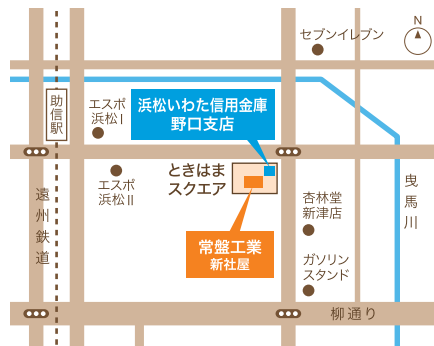 N
セブンイレブン
浜松いわた信用金庫
野口支店
エスポ
浜松Ⅰ
助信駅
ときはま
スクエア
エスポ
浜松Ⅱ
遠州鉄道
曳馬川
杏林堂
新津店
常盤工業
新社屋
ガソリン
スタンド
柳通り